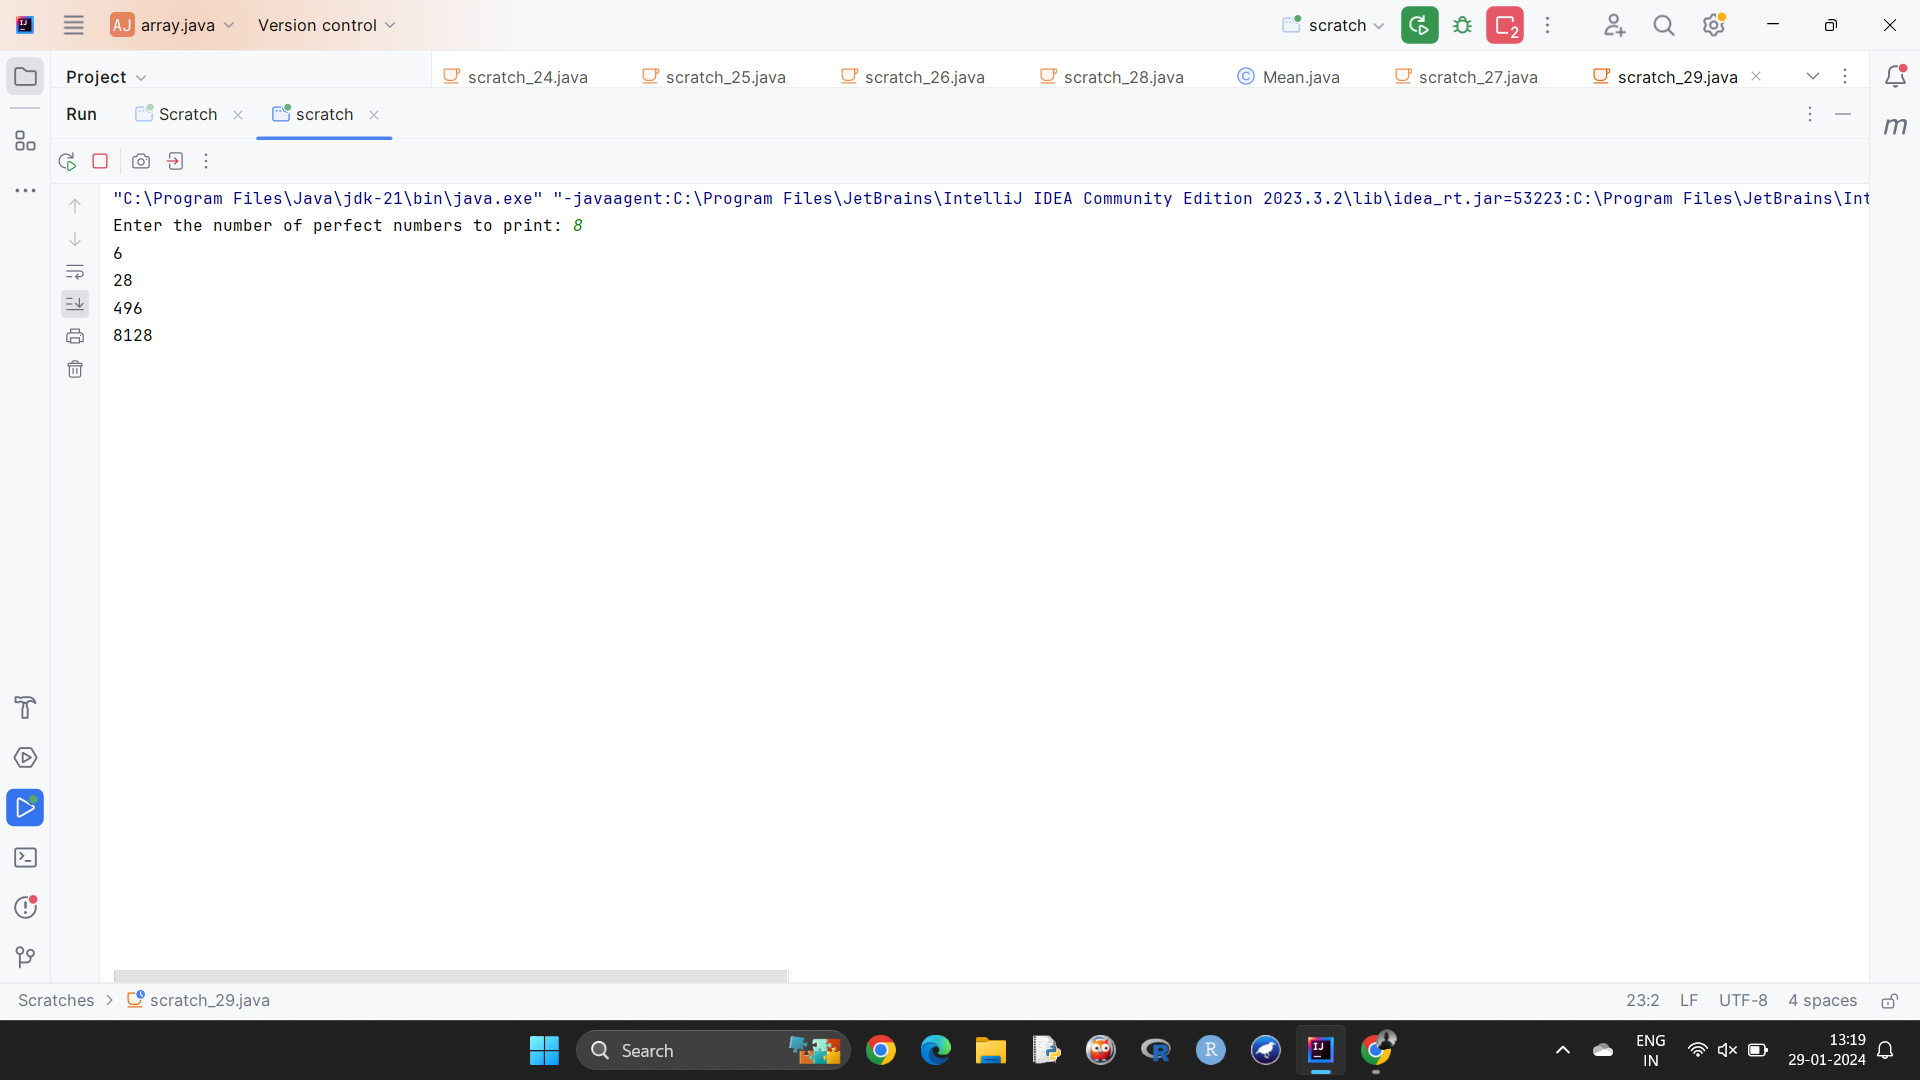 AJ array.java Version control scratch 2
Project scratch_24.java scratch_25.java scratch_26.java scratch_28.java Mean.java scratch_27.java scratch_29.java
Run Scratch scratch
m
"C:\Program Files\Java\jdk-21\bin\java.exe" "-javaagent:C:\Program Files\JetBrains\IntelliJ IDEA Community Edition 2023.3.2\lib\idea_rt.jar=53223:C:\Program Files\JetBrains\Int
Enter the number of perfect numbers to print: 8
6
28
496
8128
Scratches > scratch_29.java 23:2 LF UTF-8 4 spaces
Search ENG 13:19
IN 29-01-2024